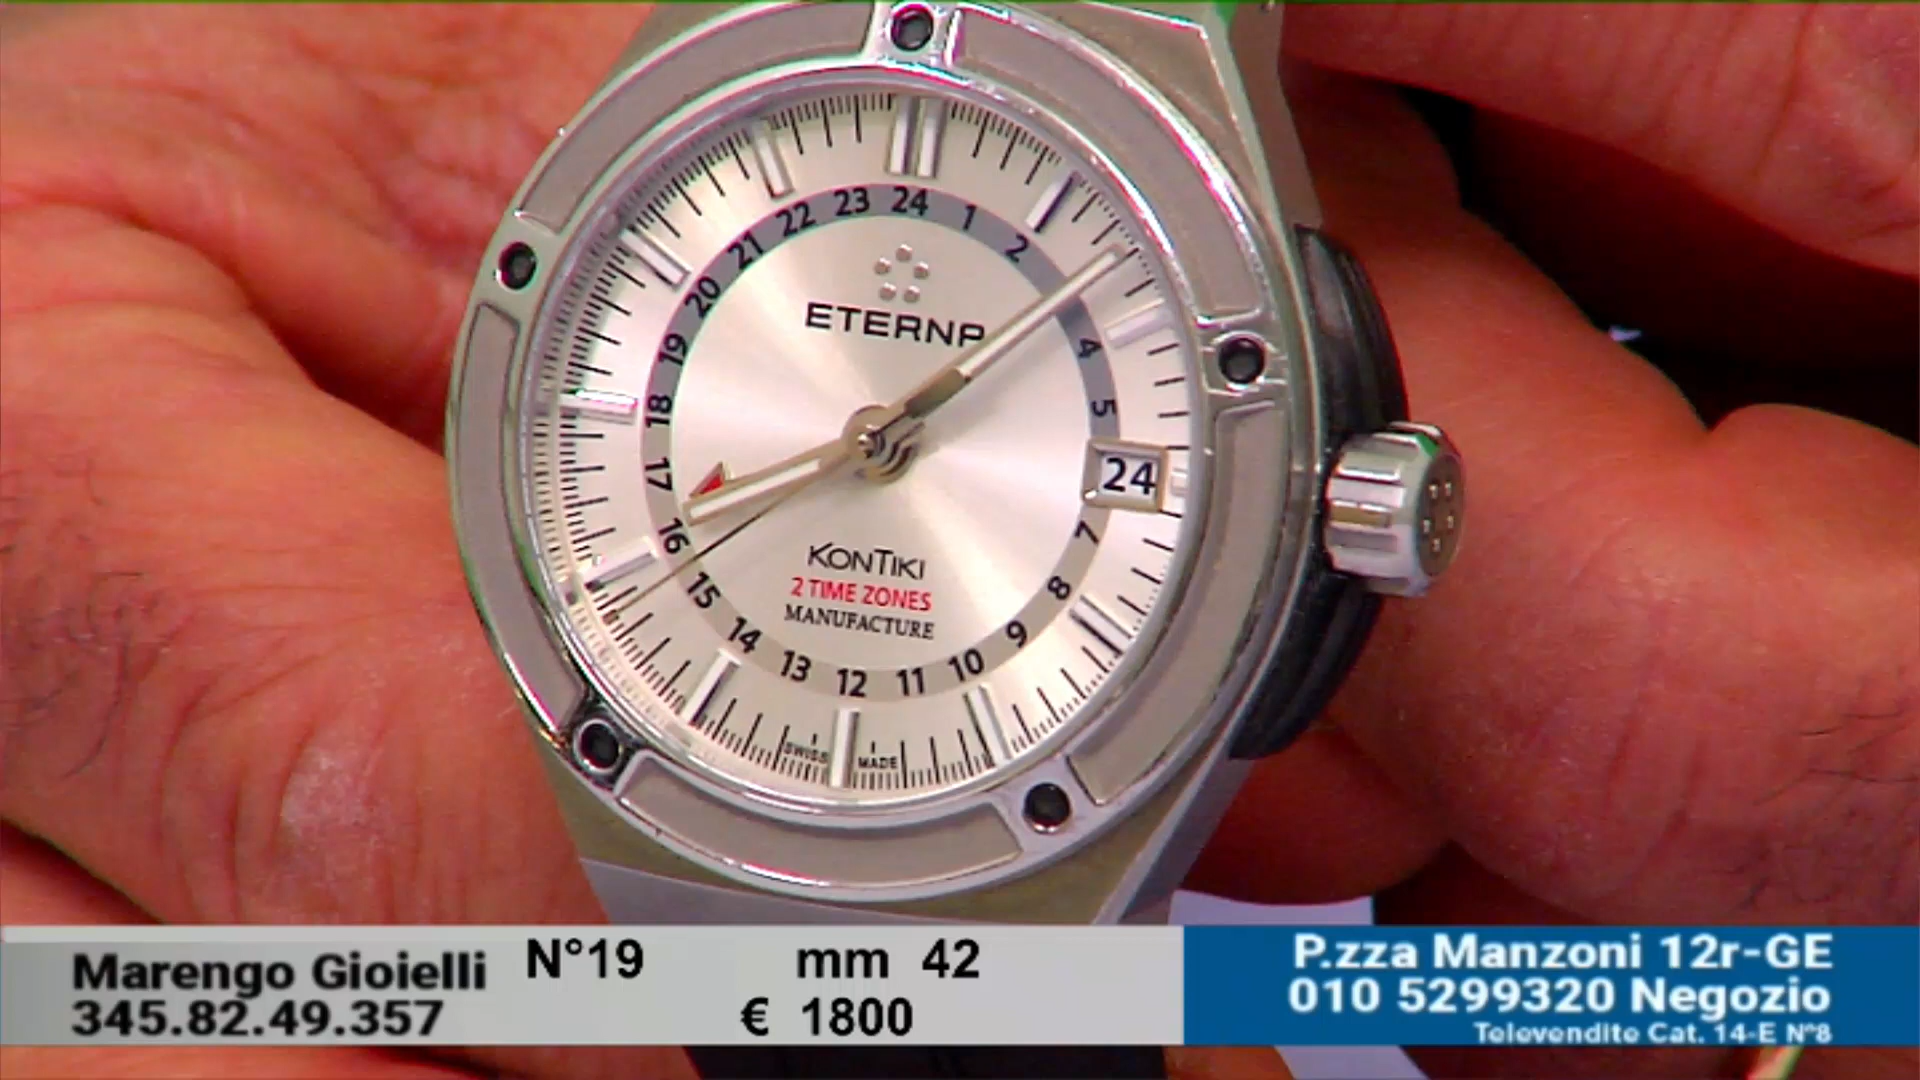 24 1 2 4 5 7 8 9 10 11 12 13 14 15 16 17 18 19 20 21 22 23
ETERNA
24
KONTIKI
2 TIME ZONES
MANUFACTURE
SWISS MADE
Marengo Gioielli
345.82.49.357
N°19 mm 42
€ 1800
P.zza Manzoni 12r-GE
010 5299320 Negozio
Televendite Cat. 14-E N°8